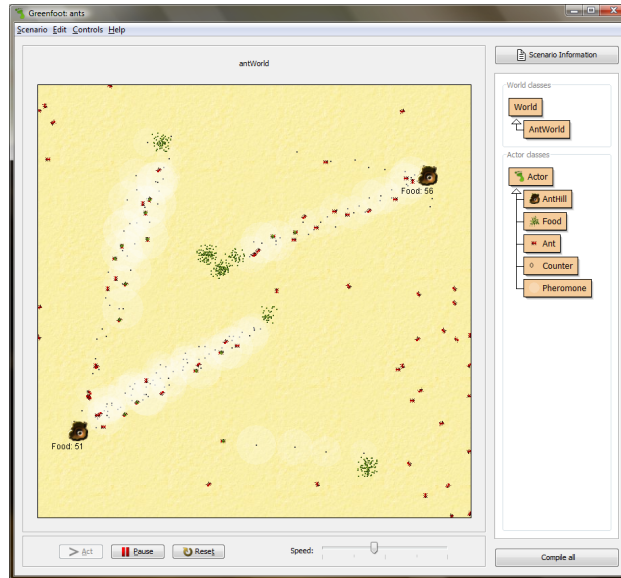 Greenfoot: ants
Scenario Edit Controls Help
antWorld
Scenario Information
World classes
World
AntWorld
Actor classes
Actor
AntHill
Food
Ant
Counter
Pheromone
Food: 56
Food: 51
Act
Pause
Reset
Speed:
Compile all